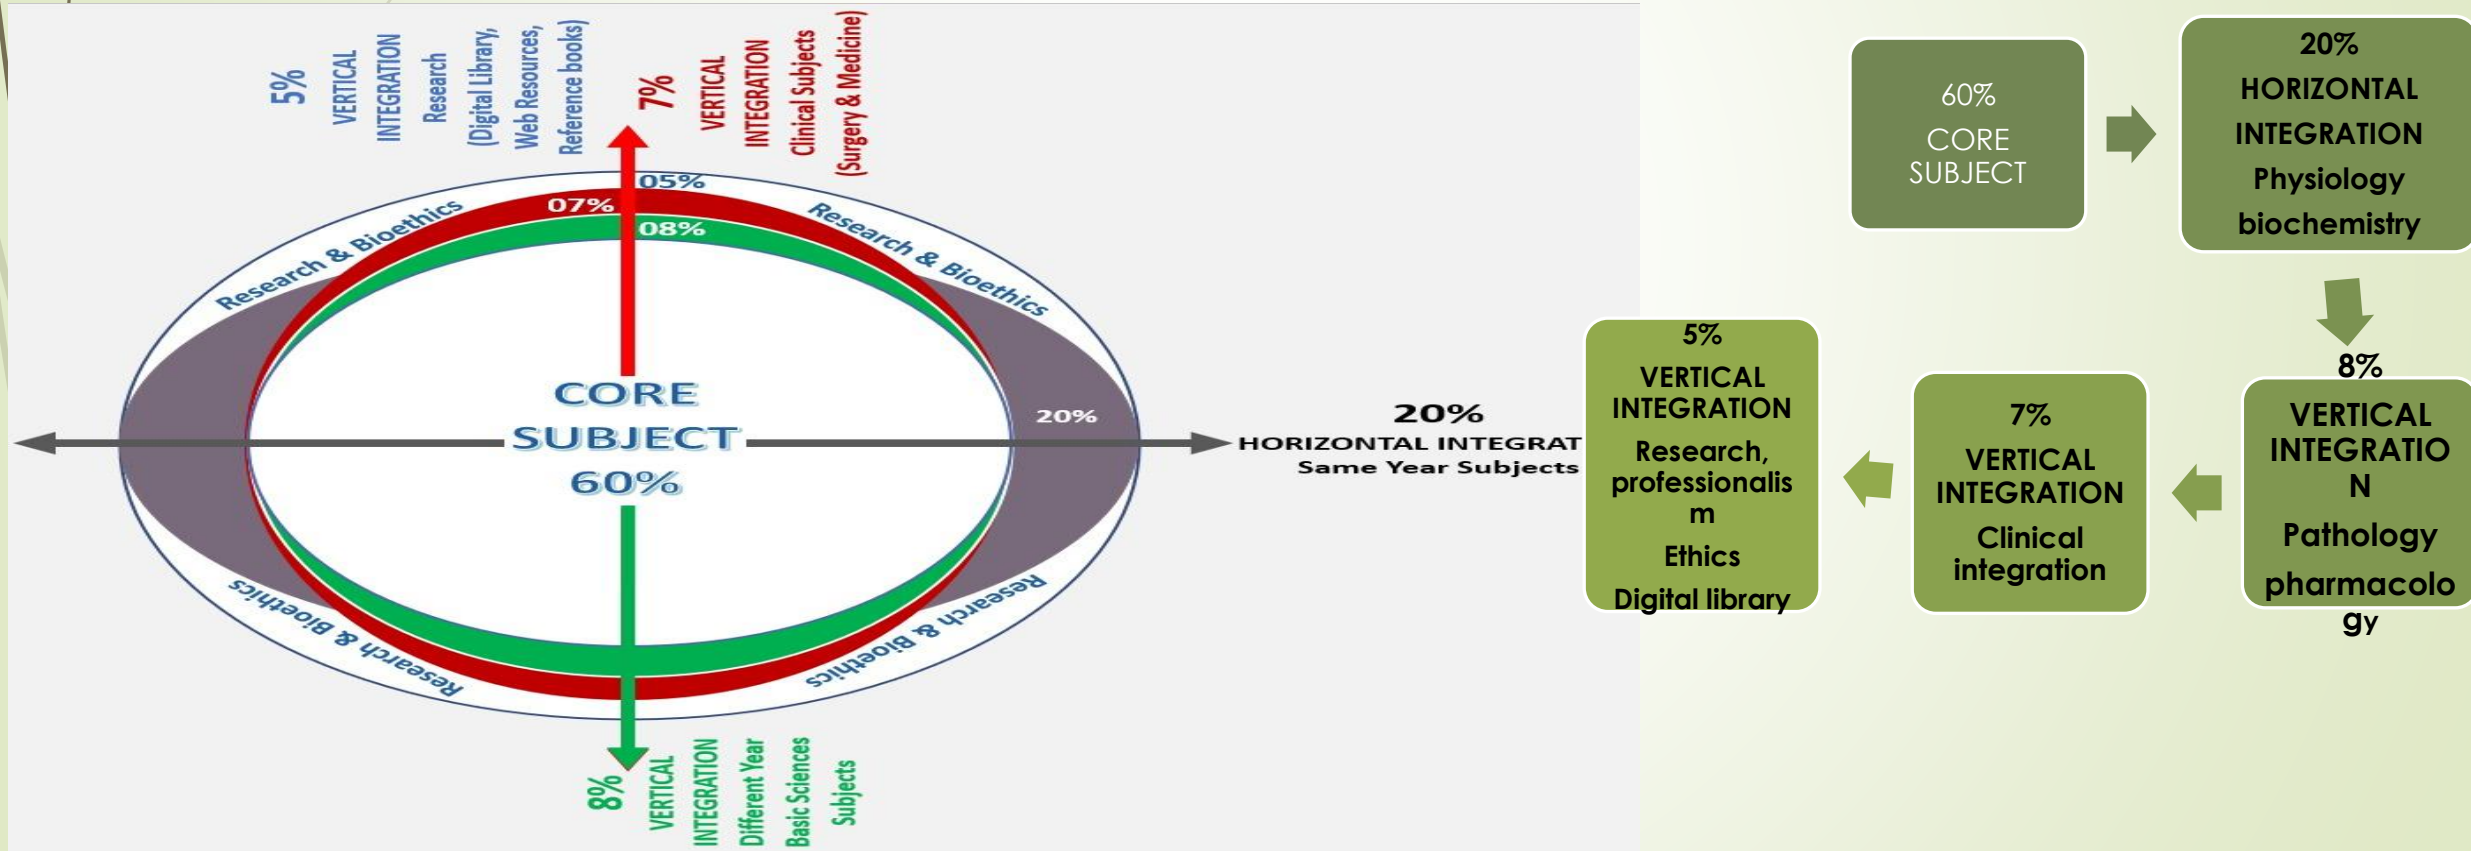 5%
VERTICAL
INTEGRATION
Research
(Digital Library,
Web Resources,
Reference books)
7%
VERTICAL
INTEGRATION
Clinical Subjects
(Surgery & Medicine)
05%
07%
08%
Research & Bioethics
Research & Bioethics
CORE
SUBJECT
60%
20%
20%
HORIZONTAL INTEGRAT
Same Year Subjects
Research & Bioethics
Research & Bioethics
8%
VERTICAL
INTEGRATION
Different Year
Basic Sciences
Subjects
60%
CORE
SUBJECT
20%
HORIZONTAL
INTEGRATION
Physiology
biochemistry
8%
VERTICAL
INTEGRATIO
N
Pathology
pharmacolo
gy
7%
VERTICAL
INTEGRATION
Clinical
integration
5%
VERTICAL
INTEGRATION
Research,
professionalis
m
Ethics
Digital library